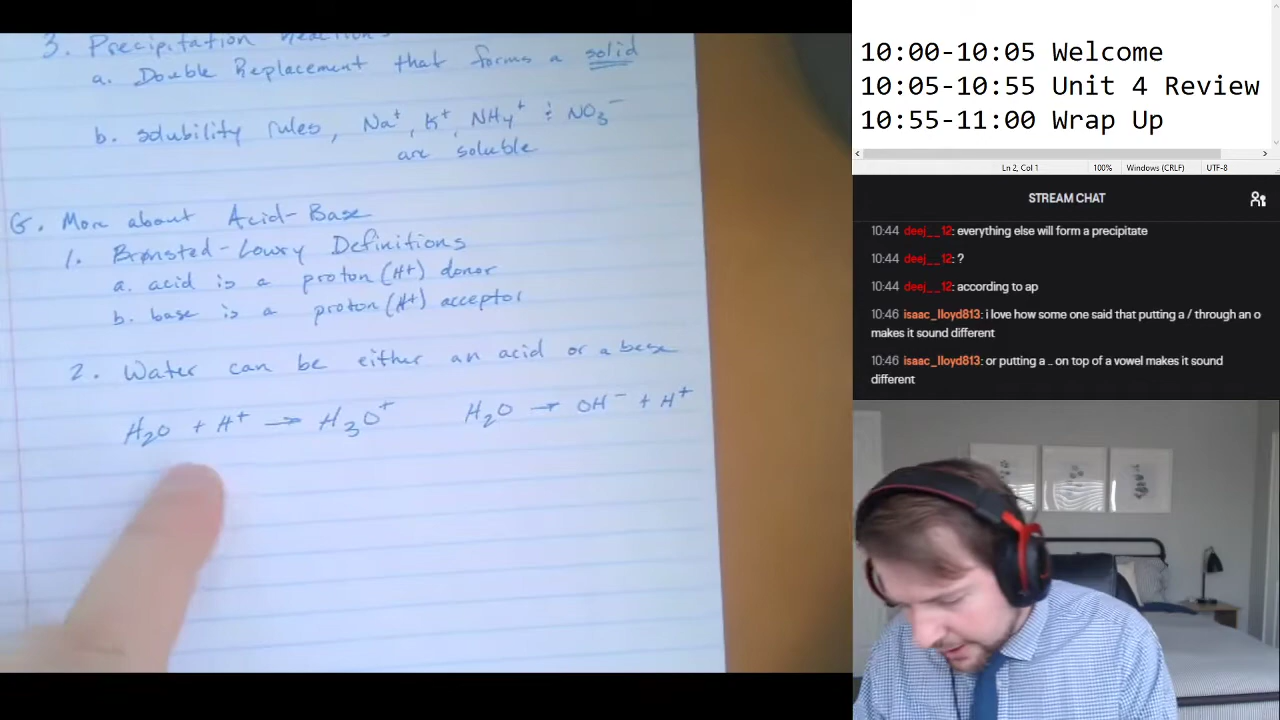 3. Precipitation Reactions
a. Double Replacement that forms a solid
b. solubility rules, Na⁺, K⁺, NH₄⁺ & NO₃⁻
are soluble
G. More about Acid-Base
1. Brønsted Lowry Definitions
a. acid is a proton (H+) donor
b. base is a proton (H+) acceptor
2. Water can be either an acid or a base
H₂O + H⁺ → H₃O⁺ H₂O → OH⁻ + H⁺
10:00-10:05 Welcome
10:05-10:55 Unit 4 Review
10:55-11:00 Wrap Up
Ln 2, Col 1 100% Windows (CRLF) UTF-8
STREAM CHAT
10:44 deej__12: everything else will form a precipitate
10:44 deej__12: ?
10:44 deej__12: according to ap
10:46 isaac_lloyd813: i love how some one said that putting a / through an o
makes it sound different
10:46 isaac_lloyd813: or putting a .. on top of a vowel makes it sound
different